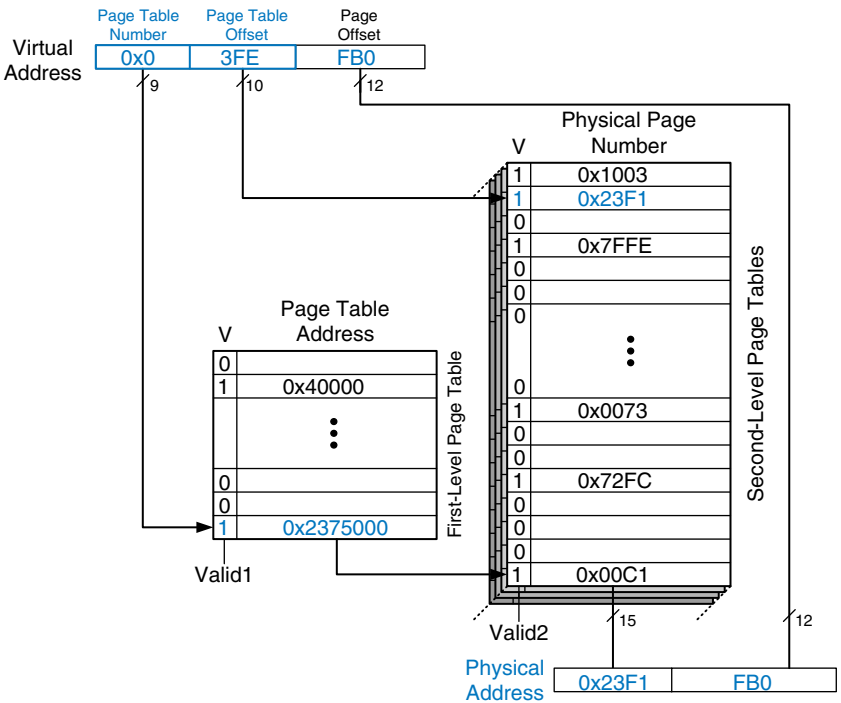 Page Table Number
Page Table Offset
Page Offset
Virtual Address
0x0
3FE
FB0
9
10
12
Physical Page Number
V
1 0x1003
1 0x23F1
0
1 0x7FFE
0
0
0
0
1 0x0073
0
0
1 0x72FC
0
0
0
1 0x00C1
Second-Level Page Tables
Page Table Address
V
0
1 0x40000
0
0
1 0x2375000
First-Level Page Table
Valid1
Valid2
15
12
Physical Address
0x23F1
FB0